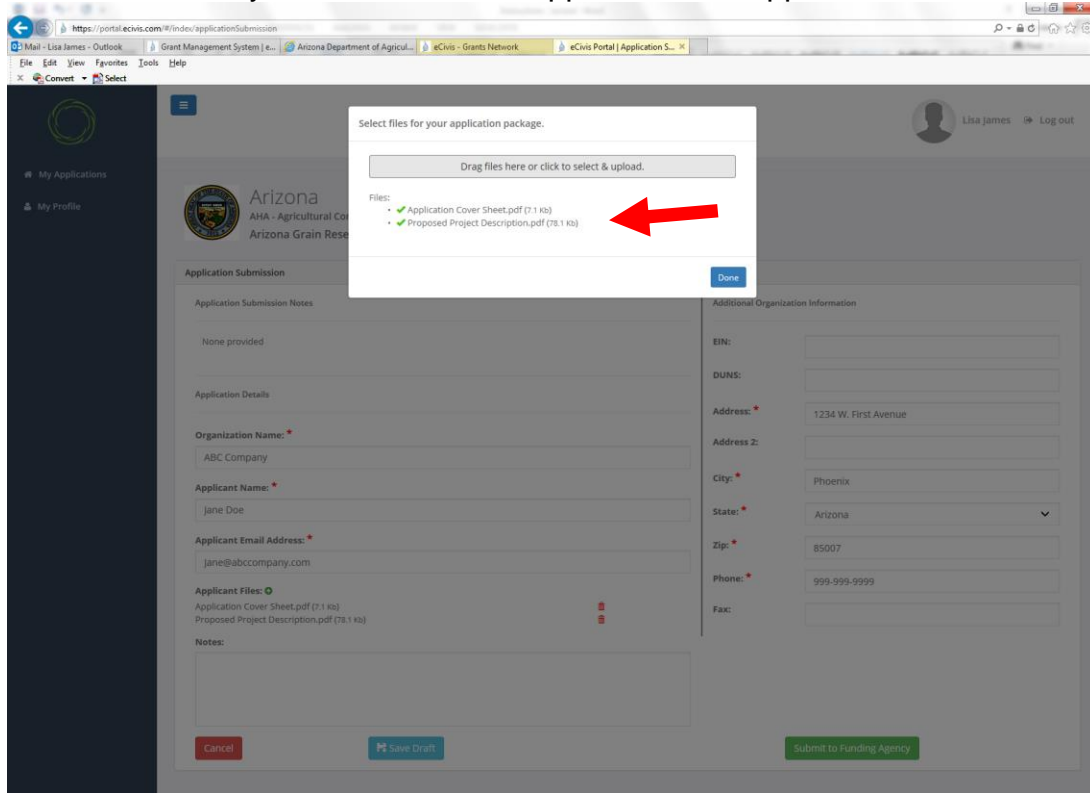 https://portal.ecivis.com/#/index/applicationSubmission
Mail - Lisa James - Outlook
Grant Management System | e...
Arizona Department of Agricul...
eCivis - Grants Network
eCivis Portal | Application S...
File Edit View Favorites Tools Help
Convert Select
Lisa James Log out
My Applications
My Profile
Select files for your application package.
Drag files here or click to select & upload.
Files:
Application Cover Sheet.pdf (7.1 Kb)
Proposed Project Description.pdf (78.1 Kb)
Done
Arizona
AHA - Agricultural Co
Arizona Grain Rese
Application Submission
Application Submission Notes
None provided
Application Details
Organization Name: *
ABC Company
Applicant Name: *
Jane Doe
Applicant Email Address: *
Jane@abccompany.com
Applicant Files:
Application Cover Sheet.pdf (7.1 Kb)
Proposed Project Description.pdf (78.1 Kb)
Notes:
Additional Organization Information
EIN:
DUNS:
Address: *
1234 W. First Avenue
Address 2:
City: *
Phoenix
State: *
Arizona
Zip: *
85007
Phone: *
999-999-9999
Fax:
Cancel
Save Draft
Submit to Funding Agency